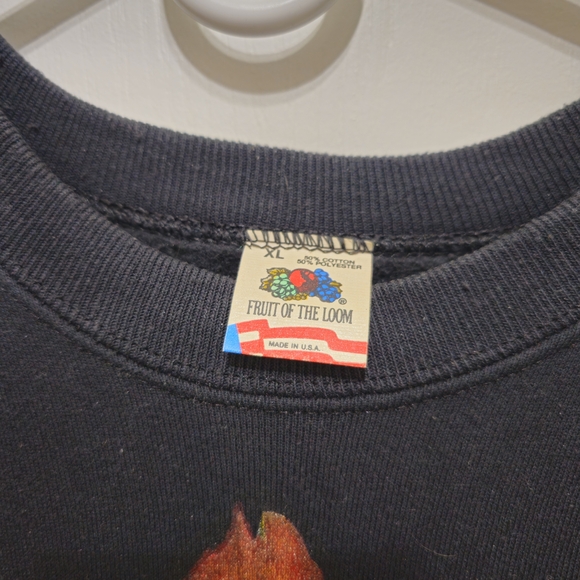 XL
50% COTTON
50% POLYESTER
®
FRUIT OF THE LOOM
MADE IN U.S.A.